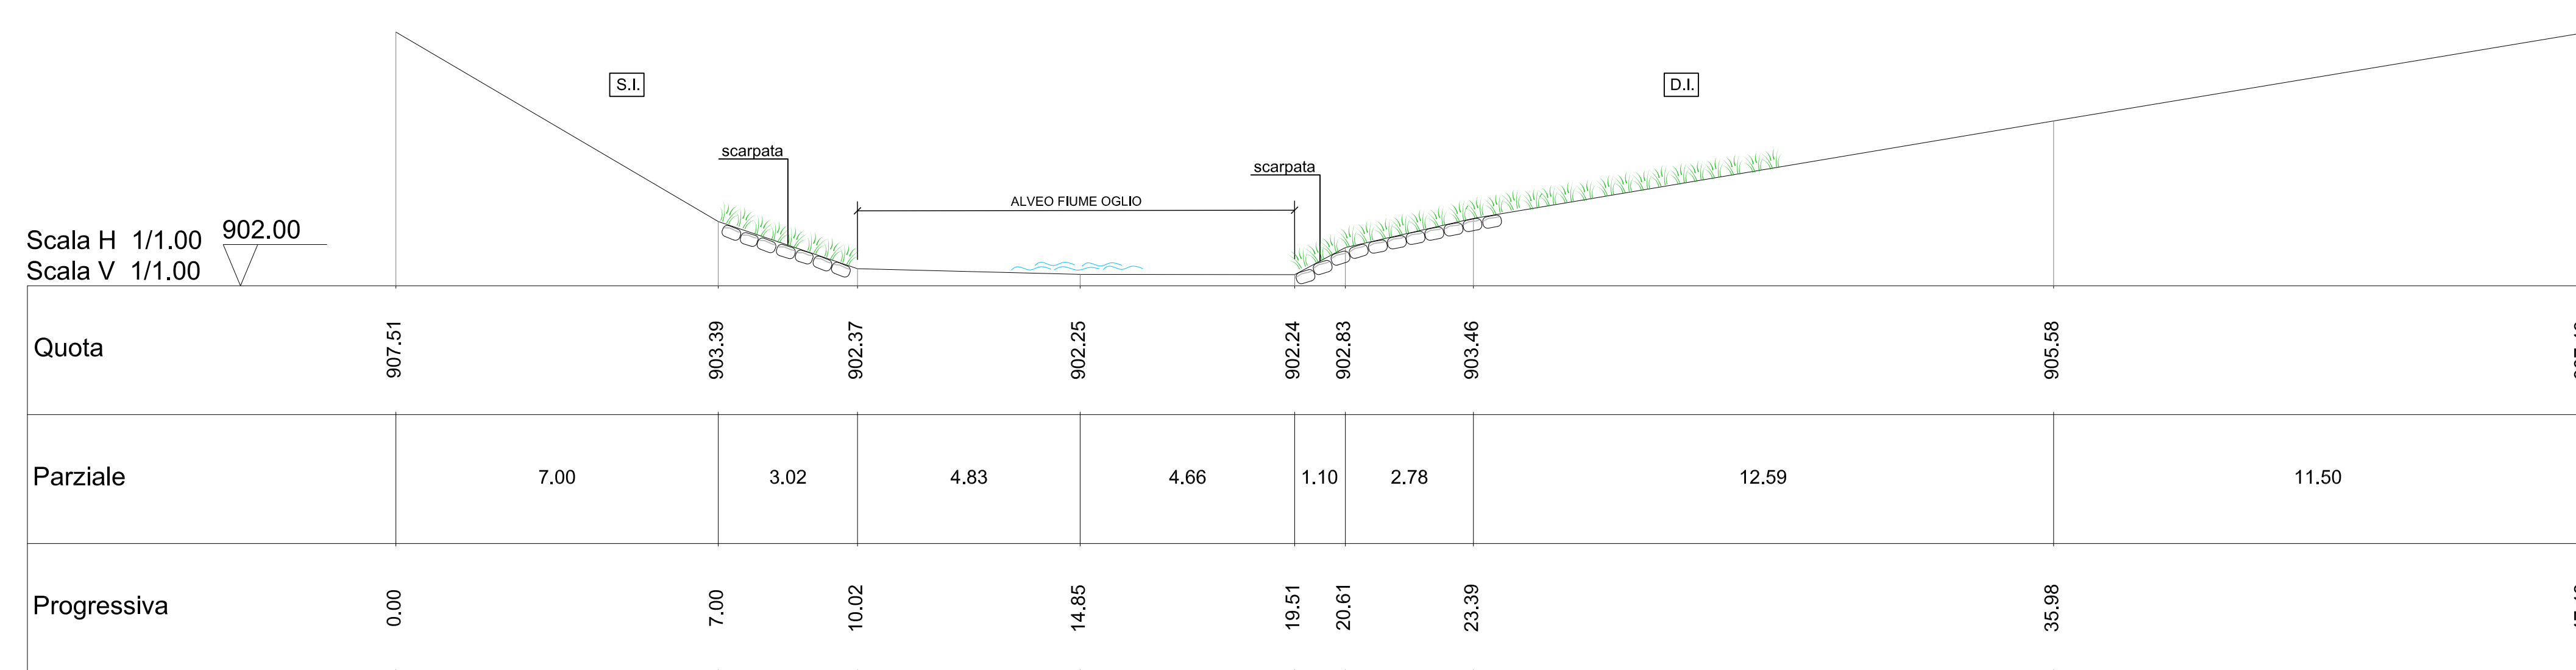 S.I.
D.I.
scarpata
scarpata
ALVEO FIUME OGLIO
Scala H 1/1.00 902.00
Scala V 1/1.00
Quota 907.51 903.39 902.37 902.25 902.24 902.83 903.46 905.58
Parziale 7.00 3.02 4.83 4.66 1.10 2.78 12.59 11.50
Progressiva 0.00 7.00 10.02 14.85 19.51 20.61 23.39 35.98